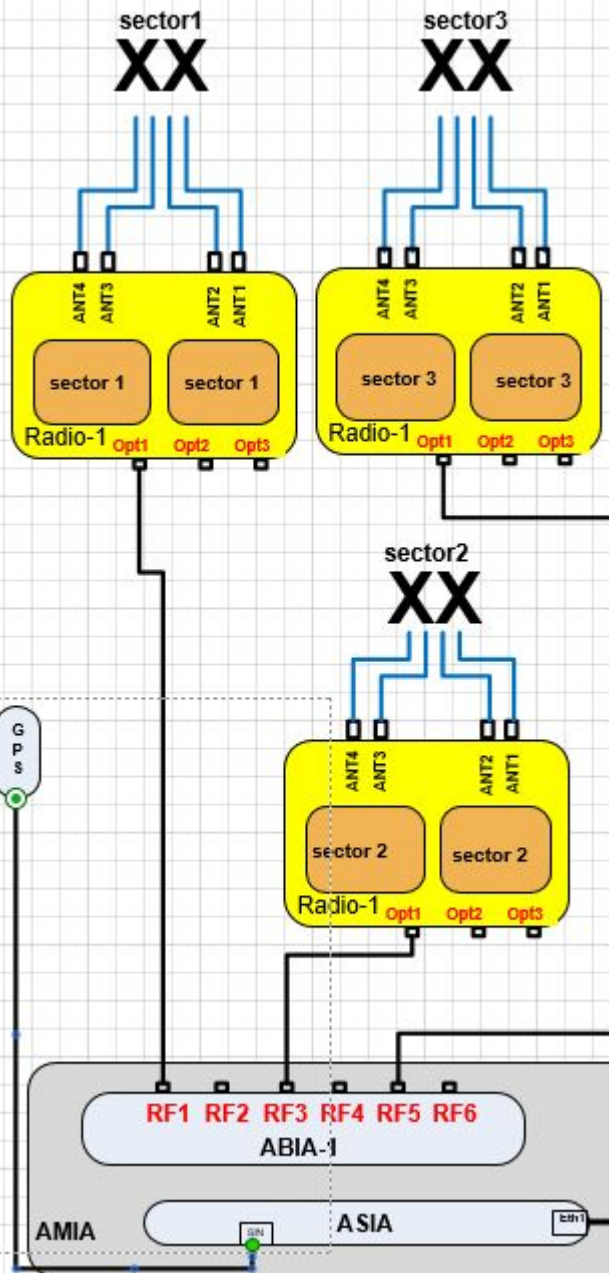 sector1
XX
sector3
XX
ANT4 ANT3 ANT2 ANT1
sector 1 sector 1
Radio-1 Opt1 Opt2 Opt3
ANT4 ANT3 ANT2 ANT1
sector 3 sector 3
Radio-1 Opt1 Opt2 Opt3
sector2
XX
ANT4 ANT3 ANT2 ANT1
sector 2 sector 2
Radio-1 Opt1 Opt2 Opt3
G
P
S
RF1 RF2 RF3 RF4 RF5 RF6
ABIA-1
AMIA
SIN
ASIA
Eth1